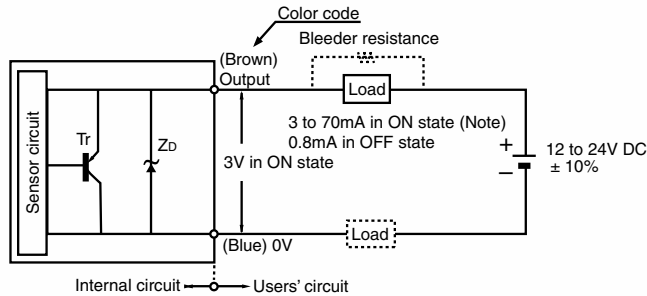 Color code
Bleeder resistance
(Brown)
Output
Load
Sensor circuit
Tr
ZD
3 to 70mA in ON state (Note)
0.8mA in OFF state
3V in ON state
+
−
12 to 24V DC
± 10%
(Blue) 0V
Load
Internal circuit
Users' circuit